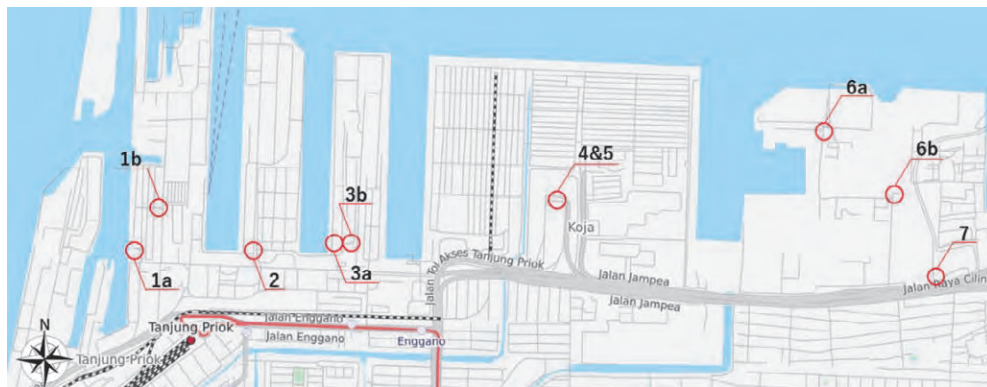 6a
1b
4&5
6b
3b
Koja
7
1a
2
3a
Jalan Tol Akses Tanjung Priok
Jalan Jampea
Jalan Raya Cilin
Jalan Jampea
N
Jalan Enggano
Tanjung Priok
Jalan Enggano
Enggano
Tanjung Priok